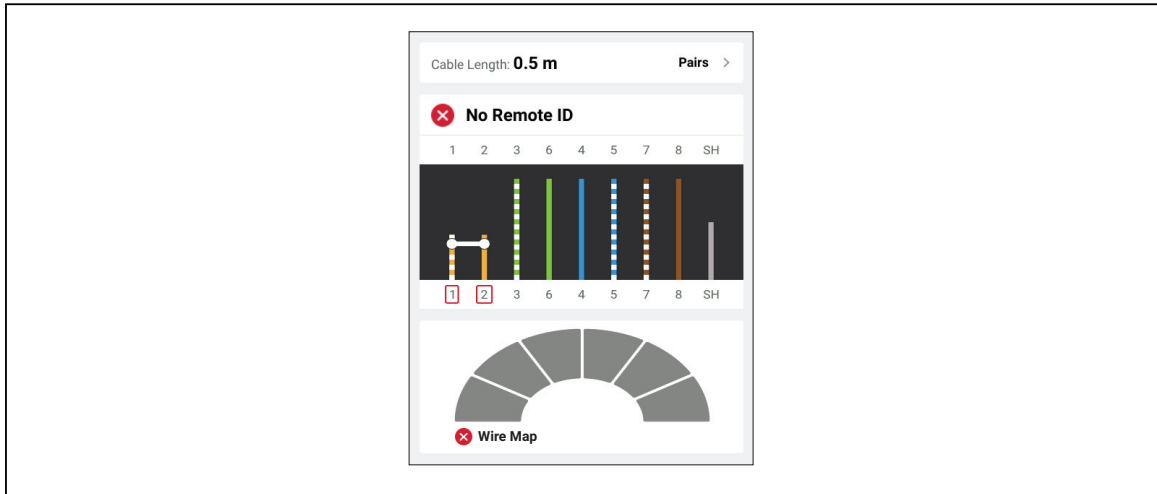 Cable Length: 0.5 m Pairs >
No Remote ID
1 2 3 6 4 5 7 8 SH
1 2 3 6 4 5 7 8 SH
Wire Map